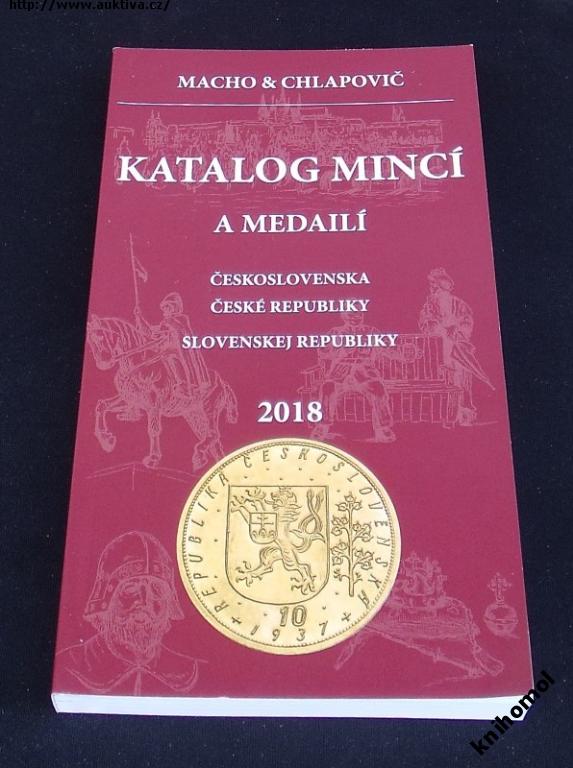 http://www.auktiva.cz/
MACHO & CHLAPOVIČ
KATALOG MINCÍ
A MEDAILÍ
ČESKOSLOVENSKA
ČESKÉ REPUBLIKY
SLOVENSKEJ REPUBLIKY
2018
REPUBLIKA ČESKOSLOVENSKÁ
10
1937
knihomol